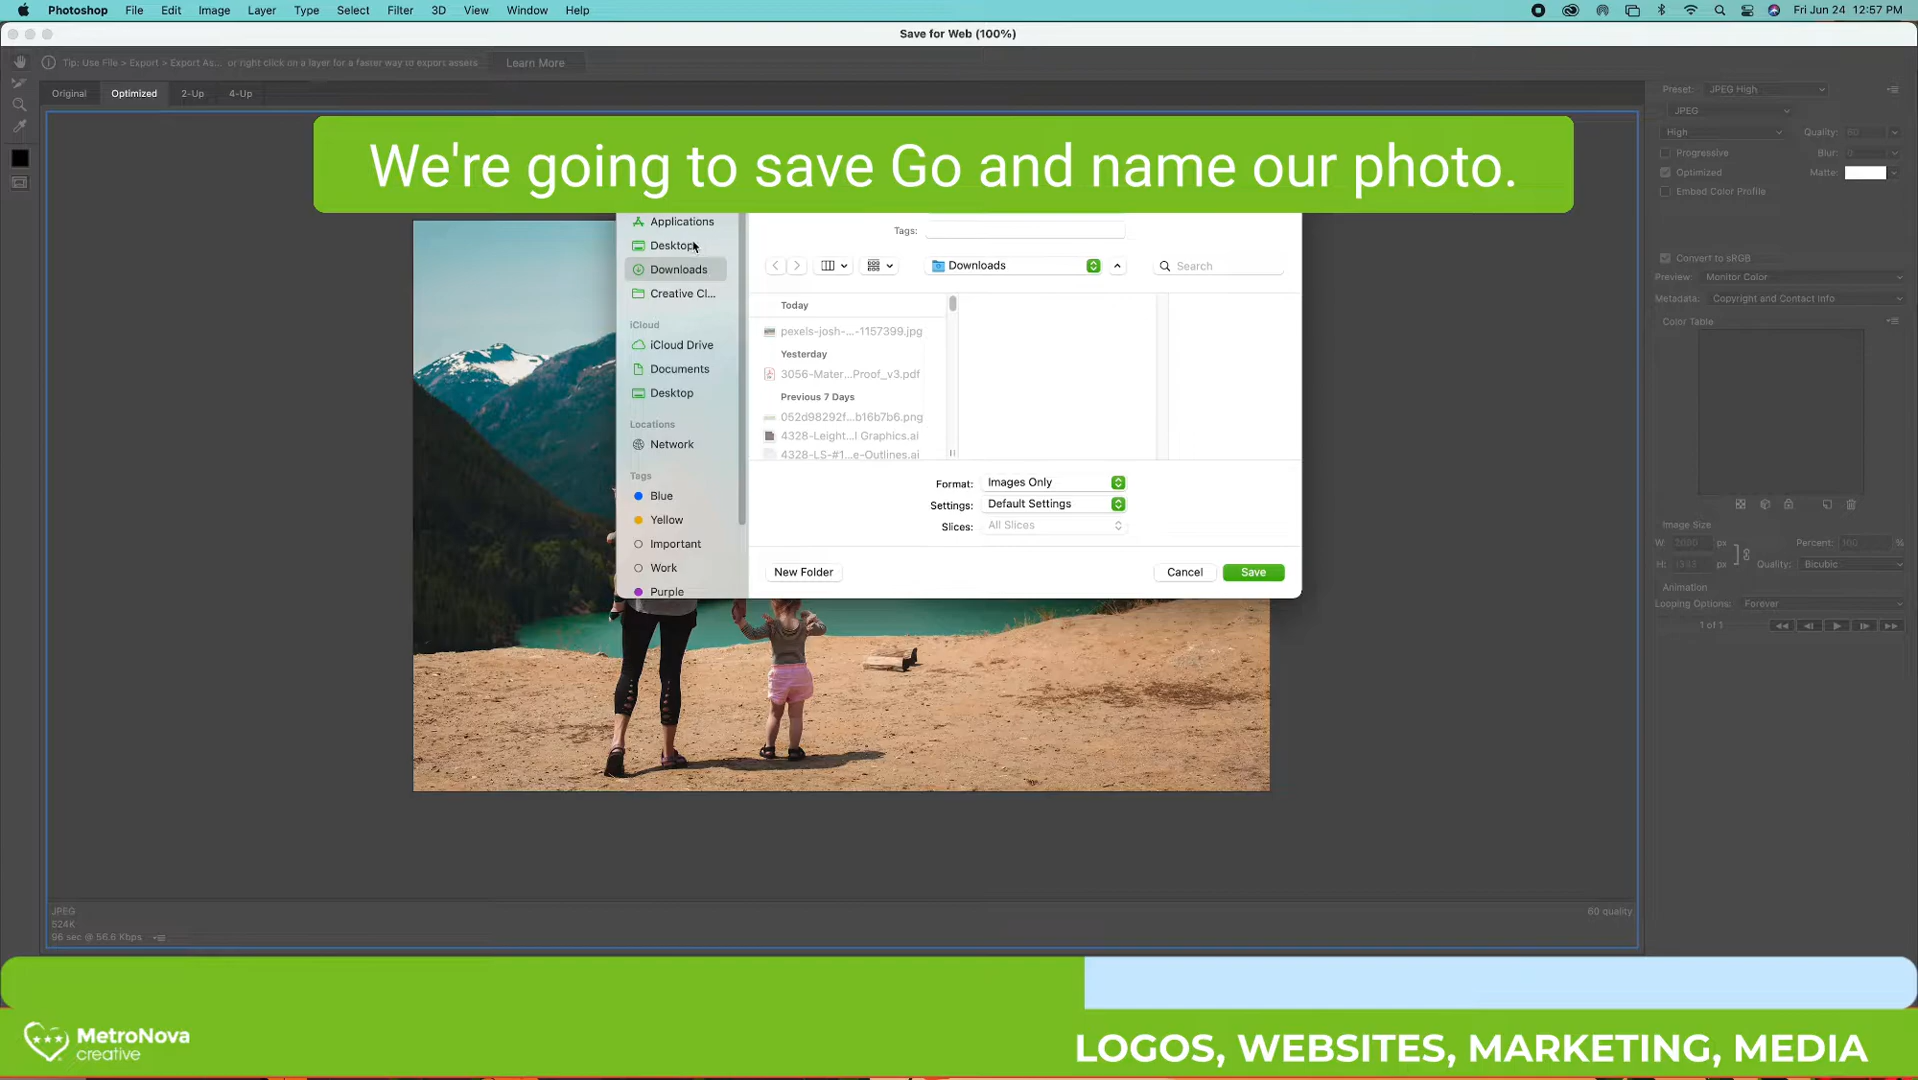 Photoshop File Edit Image Layer Type Select Filter 3D View Window Help Fri Jun 24 12:57 PM
Save for Web (100%)
Tip: Use File > Export > Export As... or right click on a layer for a faster way to export assets Learn More
Original Optimized 2-Up 4-Up
Preset: JPEG High
JPEG
High Quality: 60
Progressive Blur: 0
Optimized Matte:
Embed Color Profile
We're going to save Go and name our photo.
Applications
Desktop
Downloads
Creative Cl...
iCloud
iCloud Drive
Documents
Desktop
Locations
Network
Tags
Blue
Yellow
Important
Work
Purple
Tags:
Downloads Search
Today
pexels-josh-...-1157399.jpg
Yesterday
3056-Mater...Proof_v3.pdf
Previous 7 Days
052d98292f...b16b7b6.png
4328-Leight...l Graphics.ai
4328-LS-#1...e-Outlines.ai
Format: Images Only
Settings: Default Settings
Slices: All Slices
New Folder Cancel Save
Convert to sRGB
Preview: Monitor Color
Metadata: Copyright and Contact Info
Color Table
Image Size
W: 2000 px Percent: 100 %
H: px Quality: Bicubic
Animation
Looping Options: Forever
1 of 1
JPEG
524K
96 sec @ 56.6 Kbps
60 quality
MetroNova
creative
LOGOS, WEBSITES, MARKETING, MEDIA